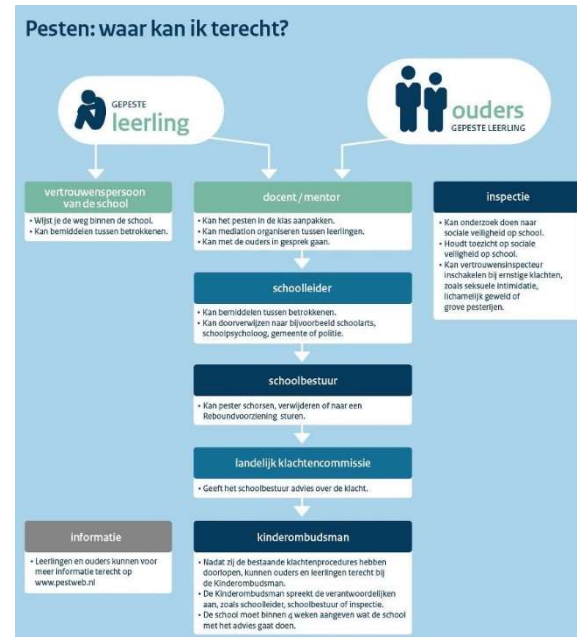 Pesten: waar kan ik terecht?
GEPESTE
leerling
ouders
GEPESTE LEERLING
vertrouwenspersoon
van de school
• Wijst je de weg binnen de school.
• Kan bemiddelen tussen betrokkenen.
docent / mentor
• Kan het pesten in de klas aanpakken.
• Kan mediation organiseren tussen leerlingen.
• Kan met de ouders in gesprek gaan.
inspectie
• Kan onderzoek doen naar
sociale veiligheid op school.
• Houdt toezicht op sociale
veiligheid op school.
• Kan vertrouwensinspecteur
inschakelen bij ernstige klachten,
zoals seksuele intimidatie,
lichamelijk geweld of
grove pesterijen.
schoolleider
• Kan bemiddelen tussen betrokkenen.
• Kan doorverwijzen naar bijvoorbeeld schoolarts,
schoolpsycholoog, gemeente of politie.
schoolbestuur
• Kan pester schorsen, verwijderen of naar een
Reboundvoorziening sturen.
landelijk klachtencommissie
• Geeft het schoolbestuur advies over de klacht.
informatie
• Leerlingen en ouders kunnen voor
meer informatie terecht op
www.pestweb.nl
kinderombudsman
• Nadat zij de bestaande klachtenprocedures hebben
doorlopen, kunnen ouders en leerlingen terecht bij
de Kinderombudsman.
• De Kinderombudsman spreekt de verantwoordelijken
aan, zoals schoolleider, schoolbestuur of inspectie.
• De school moet binnen 4 weken aangeven wat de school
met het advies gaat doen.